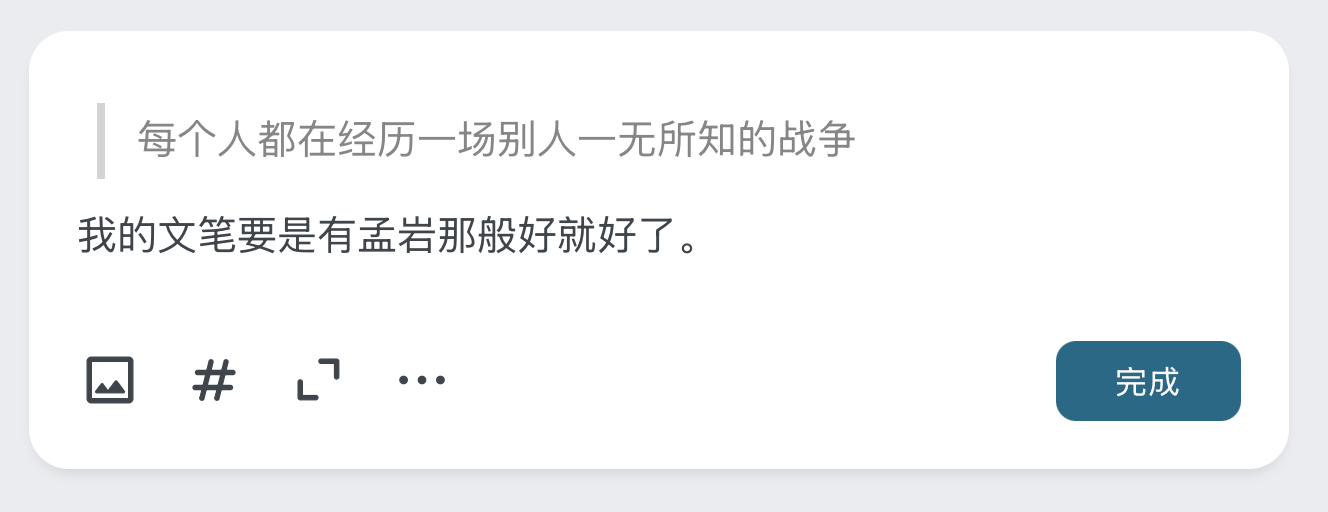 每个人都在经历一场别人一无所知的战争
我的文笔要是有孟岩那般好就好了。
完成